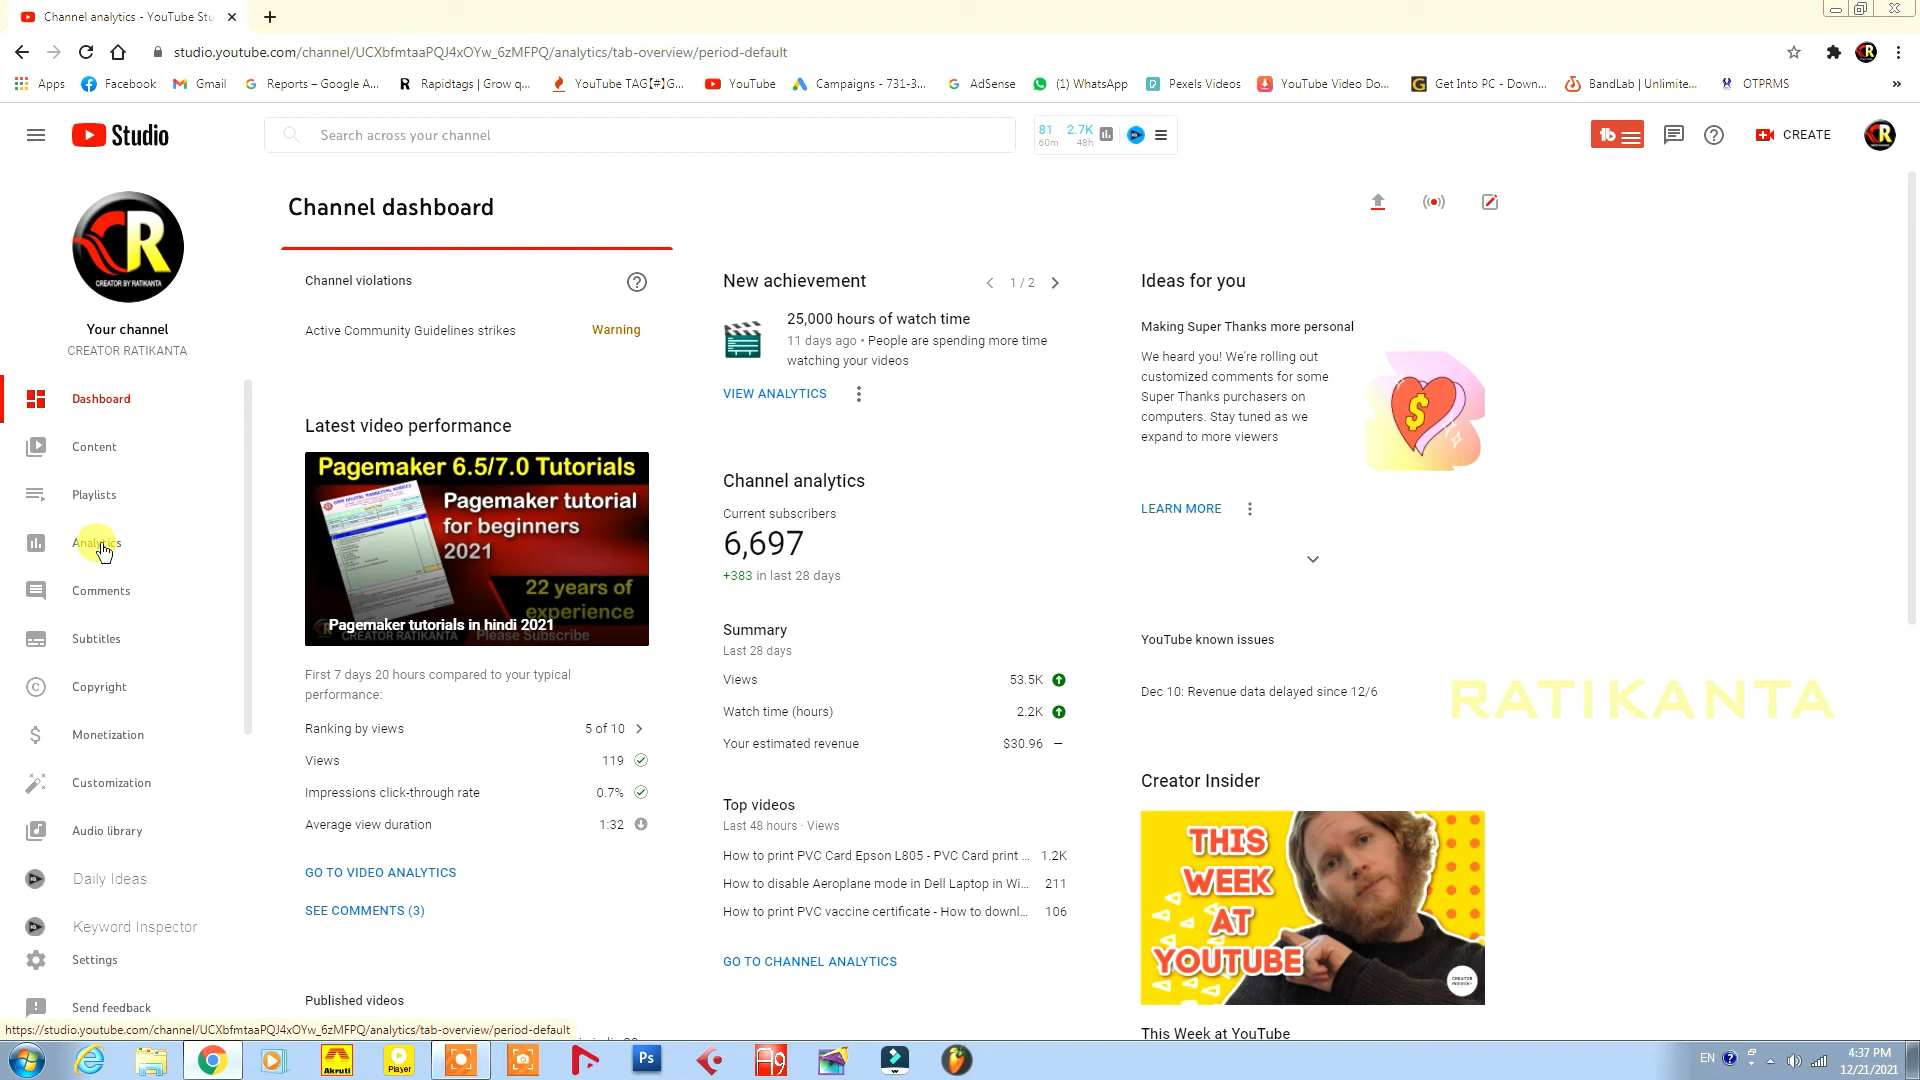 Channel analytics - YouTube Stu
studio.youtube.com/channel/UCXbfmtaaPQJ4xOYw_6zMFPQ/analytics/tab-overview/period-default
Apps
Facebook
Gmail
Reports – Google A...
Rapidtags | Grow q...
YouTube TAG【#】G...
YouTube
Campaigns - 731-3...
AdSense
(1) WhatsApp
Pexels Videos
YouTube Video Do...
Get Into PC - Down...
BandLab | Unlimite...
OTPRMS
»
Studio
Search across your channel
81 2.7K
60m 48h
CREATE
Channel dashboard
CR
CREATOR BY RATIKANTA
Your channel
CREATOR RATIKANTA
Dashboard
Content
Playlists
Analytics
Comments
Subtitles
Copyright
Monetization
Customization
Audio library
Daily Ideas
Keyword Inspector
Settings
Send feedback
Channel violations
Active Community Guidelines strikes Warning
Latest video performance
Pagemaker 6.5/7.0 Tutorials
Pagemaker tutorial
for beginners
2021
22 years of
experience
Pagemaker tutorials in hindi 2021
CREATOR RATIKANTA Please Subscribe
First 7 days 20 hours compared to your typical
performance:
Ranking by views 5 of 10
Views 119
Impressions click-through rate 0.7%
Average view duration 1:32
GO TO VIDEO ANALYTICS
SEE COMMENTS (3)
Published videos
New achievement
1 / 2
25,000 hours of watch time
11 days ago • People are spending more time
watching your videos
VIEW ANALYTICS
Channel analytics
Current subscribers
6,697
+383 in last 28 days
Summary
Last 28 days
Views 53.5K
Watch time (hours) 2.2K
Your estimated revenue $30.96 —
Top videos
Last 48 hours · Views
How to print PVC Card Epson L805 - PVC Card print ... 1.2K
How to disable Aeroplane mode in Dell Laptop in Wi... 211
How to print PVC vaccine certificate - How to downl... 106
GO TO CHANNEL ANALYTICS
Ideas for you
Making Super Thanks more personal
We heard you! We're rolling out
customized comments for some
Super Thanks purchasers on
computers. Stay tuned as we
expand to more viewers
LEARN MORE
YouTube known issues
Dec 10: Revenue data delayed since 12/6
RATIKANTA
Creator Insider
THIS
WEEK
AT
YOUTUBE
CREATOR
INSIDER
This Week at YouTube
https://studio.youtube.com/channel/UCXbfmtaaPQJ4xOYw_6zMFPQ/analytics/tab-overview/period-default
Akruti
Player
Ps
EN
4:37 PM
12/21/2021